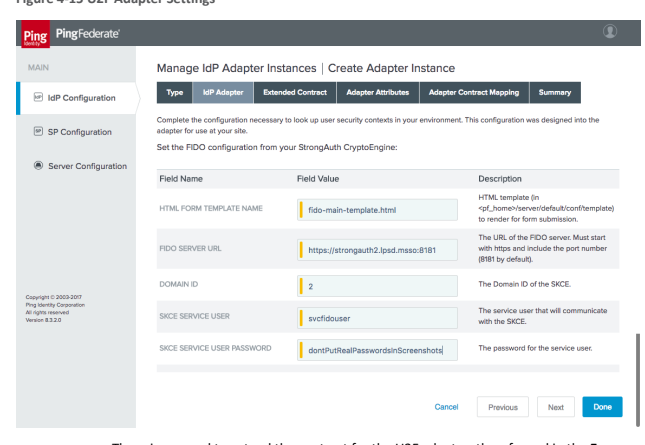 Figure 4-15 U2F Adapter Settings
Ping
Identity
PingFederate®
MAIN
IdP Configuration
SP Configuration
Server Configuration
Copyright © 2003-2017
Ping Identity Corporation
All rights reserved
Version 8.3.2.0
Manage IdP Adapter Instances | Create Adapter Instance
Type IdP Adapter Extended Contract Adapter Attributes Adapter Contract Mapping Summary
Complete the configuration necessary to look up user security contexts in your environment. This configuration was designed into the
adapter for use at your site.
Set the FIDO configuration from your StrongAuth CryptoEngine:
Field Name Field Value Description
HTML FORM TEMPLATE NAME
fido-main-template.html
HTML template (in
<pf_home>/server/default/conf/template)
to render for form submission.
FIDO SERVER URL
https://strongauth2.lpsd.msso:8181
The URL of the FIDO server. Must start
with https and include the port number
(8181 by default).
DOMAIN ID
2
The Domain ID of the SKCE.
SKCE SERVICE USER
svcfidouser
The service user that will communicate
with the SKCE.
SKCE SERVICE USER PASSWORD
dontPutRealPasswordsInScreenshots
The password for the service user.
Cancel Previous Next Done